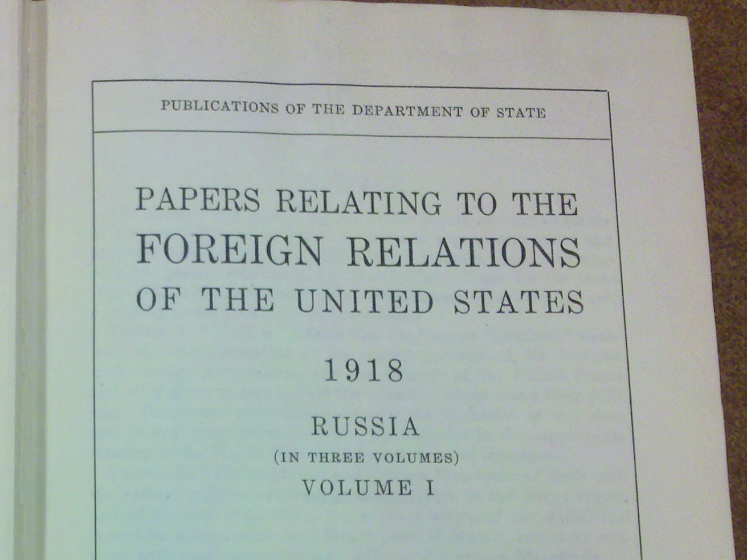 PUBLICATIONS OF THE DEPARTMENT OF STATE
PAPERS RELATING TO THE
FOREIGN RELATIONS
OF THE UNITED STATES
1918
RUSSIA
(IN THREE VOLUMES)
VOLUME I